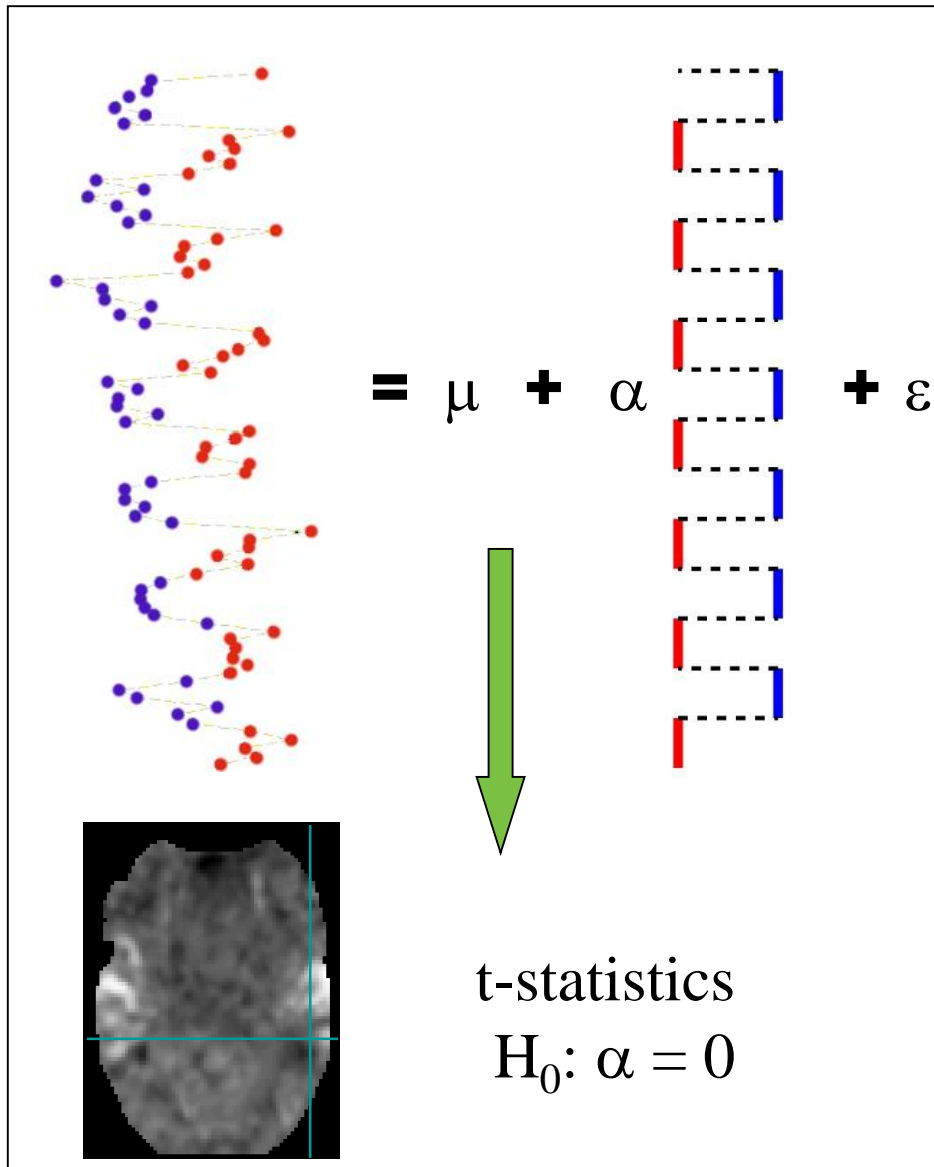 = μ + α + ε
t-statistics
H₀: α = 0